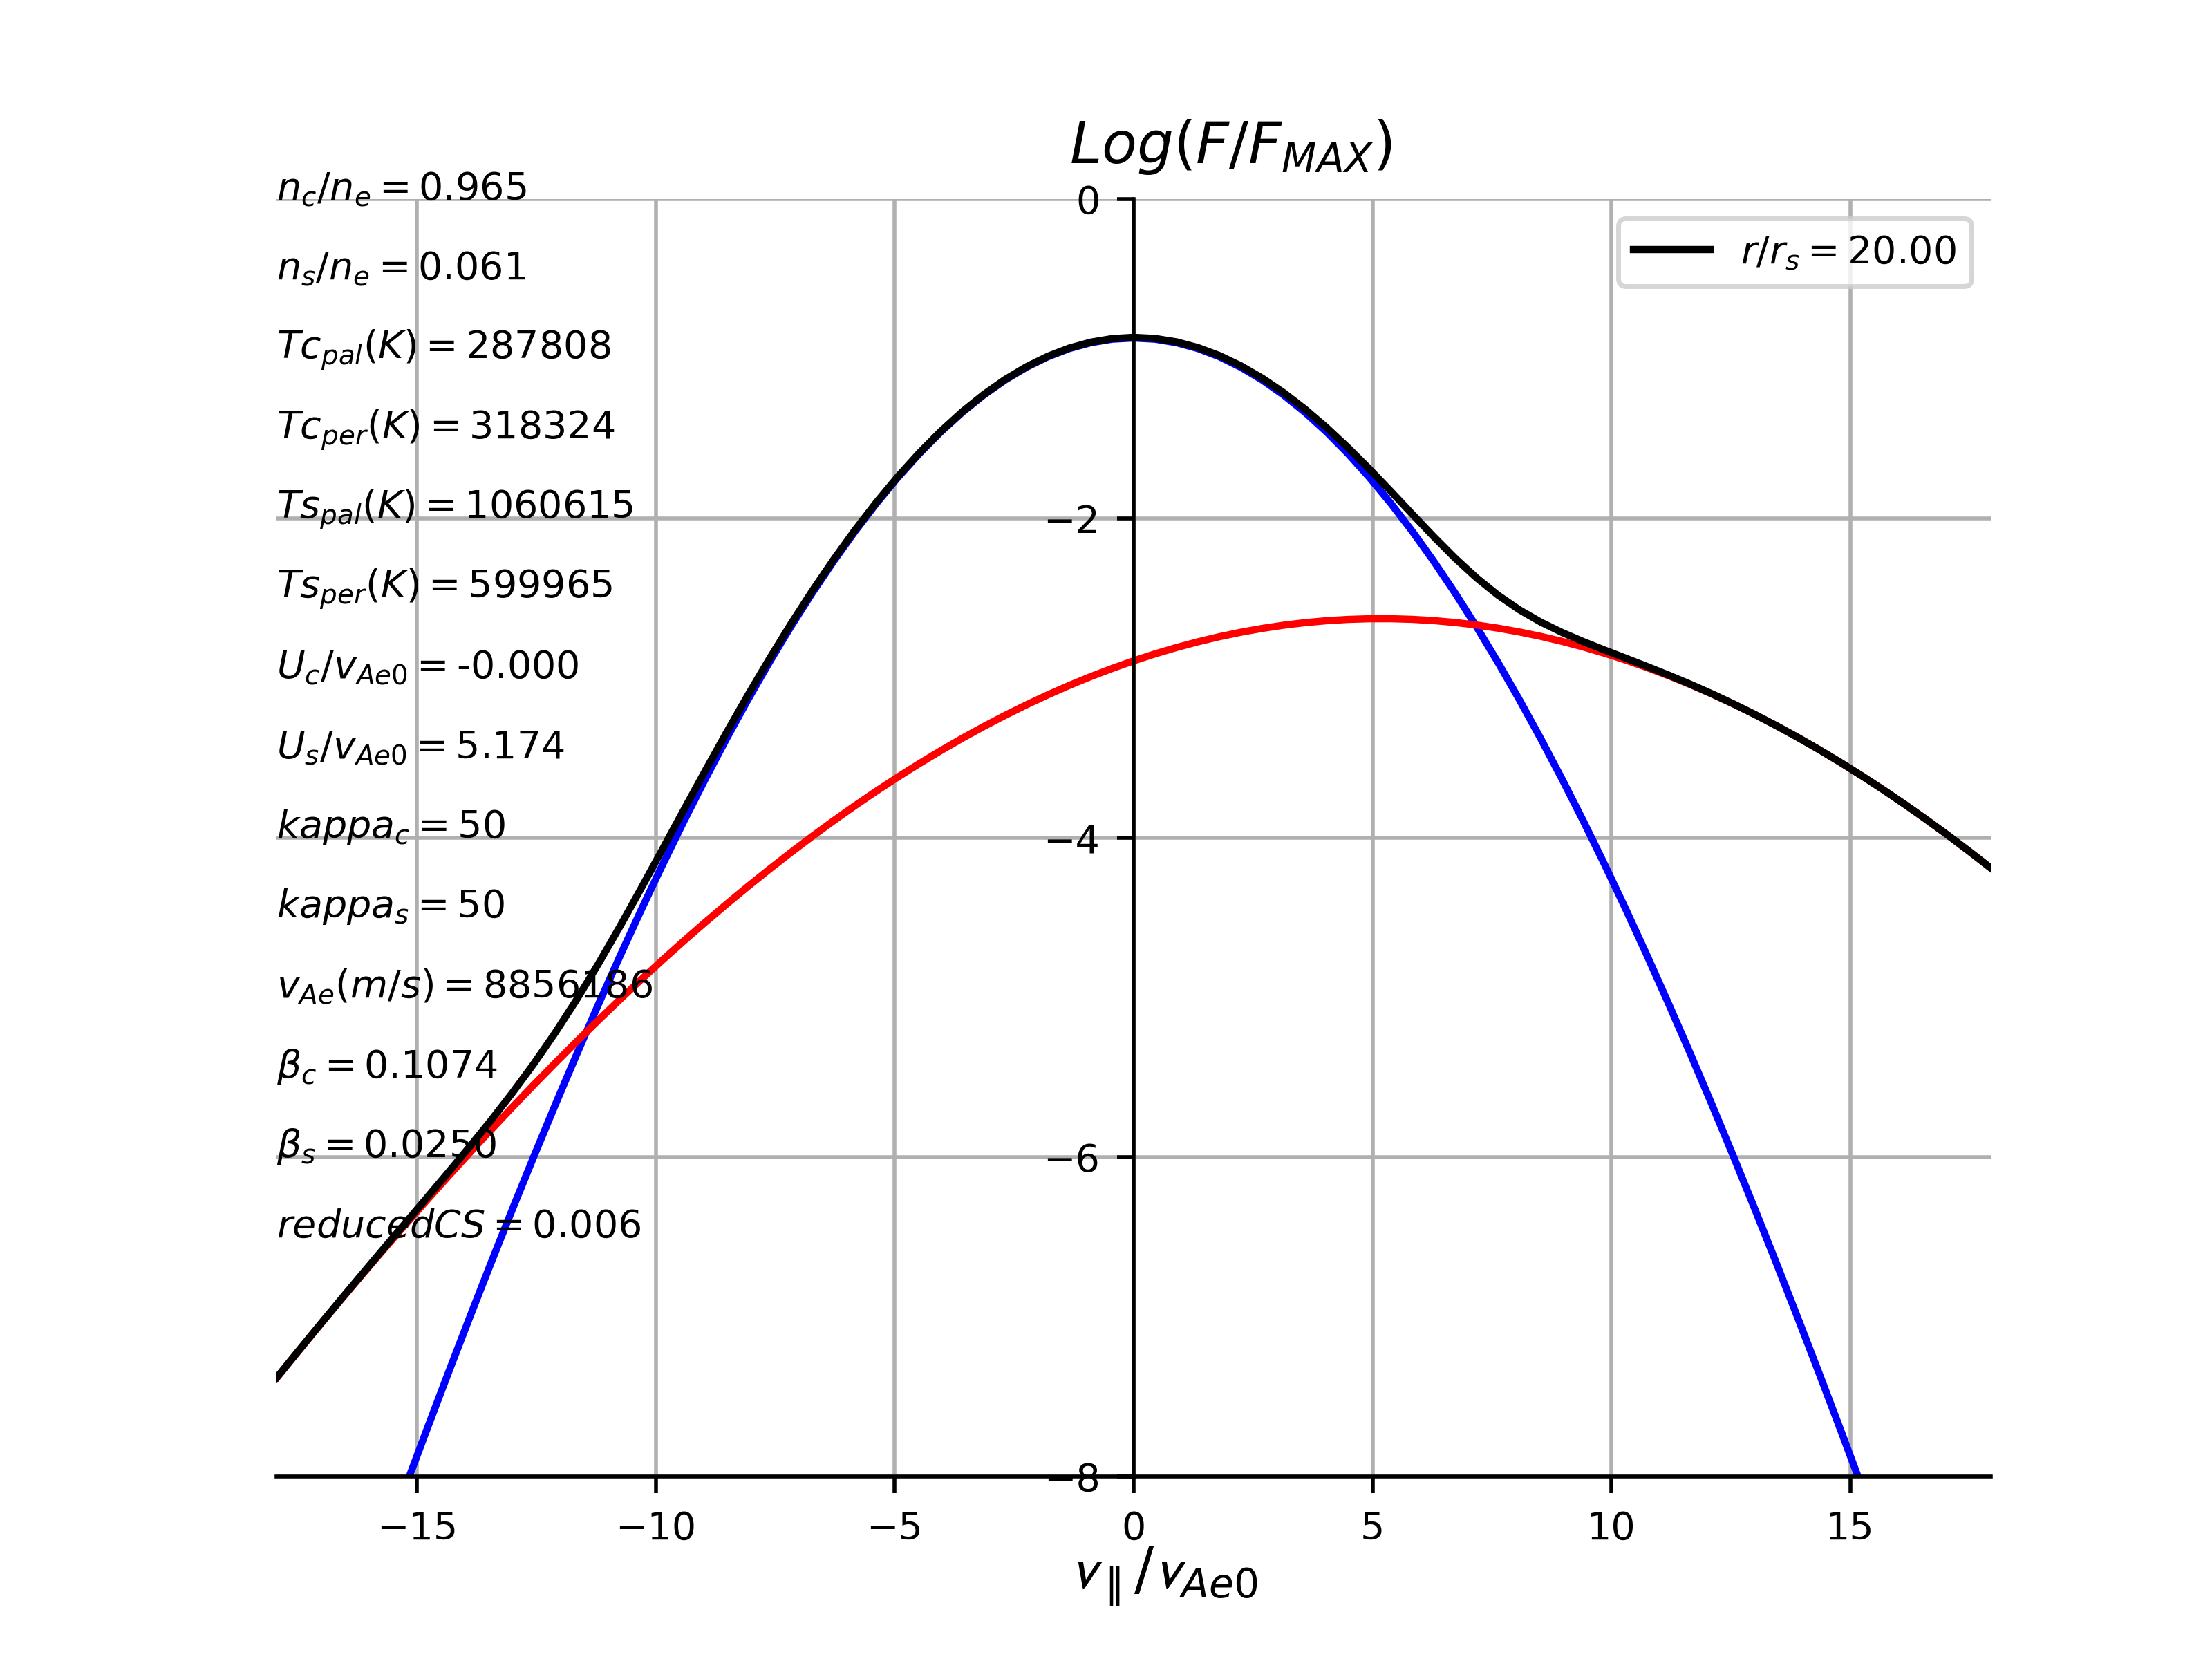 Log(F/F_MAX)
n_c/n_e = 0.965
n_s/n_e = 0.061
Tc_pal(K) = 287808
Tc_per(K) = 318324
Ts_pal(K) = 1060615
Ts_per(K) = 599965
U_c/v_Ae0 = -0.000
U_s/v_Ae0 = 5.174
kappa_c = 50
kappa_s = 50
v_Ae(m/s) = 8856186
β_c = 0.1074
β_s = 0.0250
reducedCS = 0.006
r/r_s = 20.00
0
−2
−4
−6
−8
−15 −10 −5 0 5 10 15
v_∥/v_Ae0